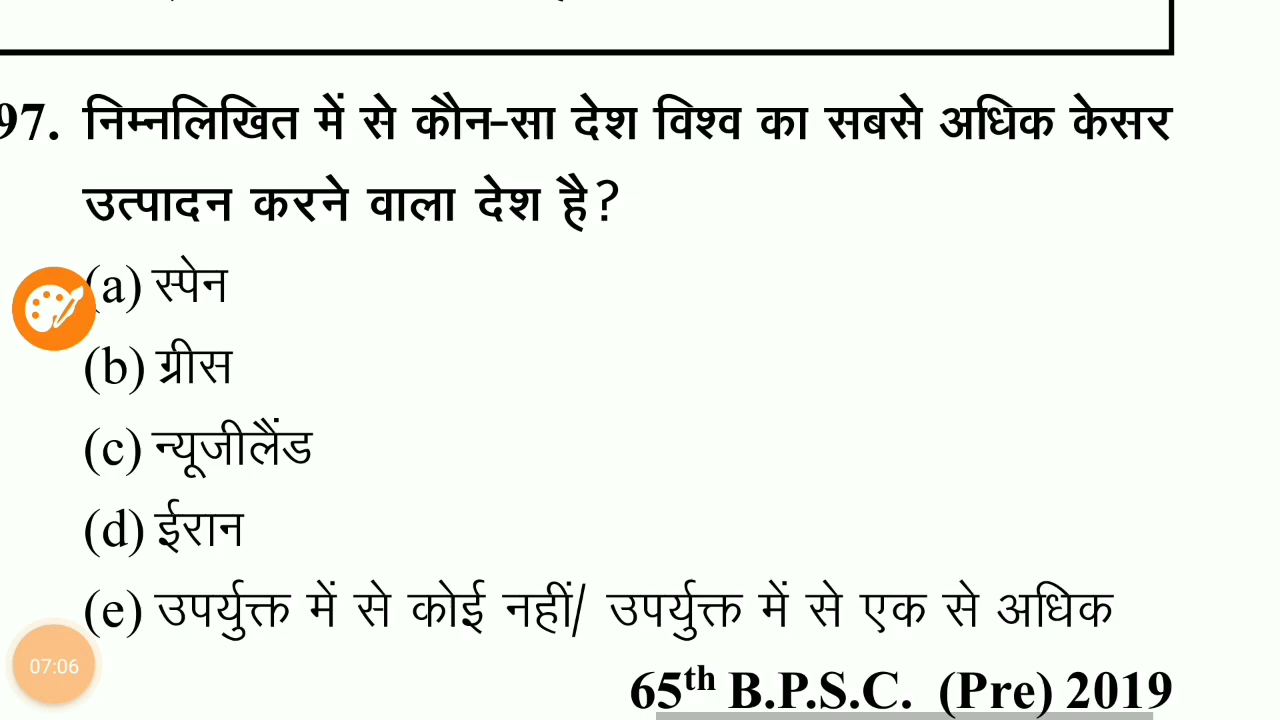 97. निम्नलिखित में से कौन-सा देश विश्व का सबसे अधिक केसर
उत्पादन करने वाला देश है?
(a) स्पेन
(b) ग्रीस
(c) न्यूजीलैंड
(d) ईरान
(e) उपर्युक्त में से कोई नहीं/ उपर्युक्त में से एक से अधिक
07:06
65th B.P.S.C. (Pre) 2019